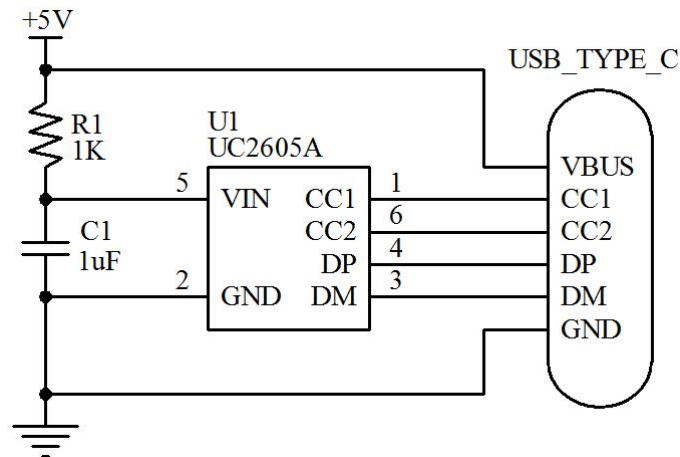 +5V
USB_TYPE_C
R1
1K
U1
UC2605A
VBUS
5 VIN CC1 1 CC1
CC2 6 CC2
C1
1uF
DP 4 DP
2 GND DM 3 DM
GND